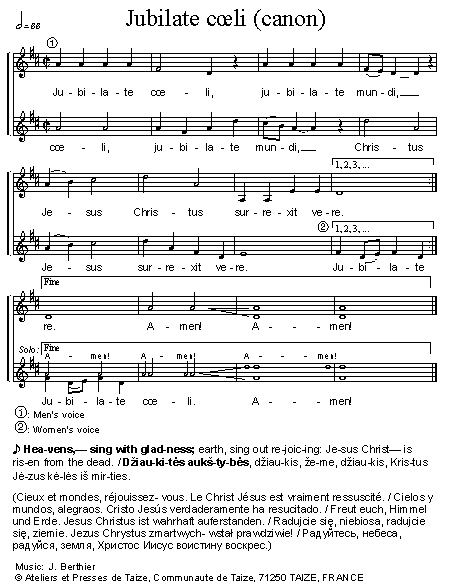 Jubilate cœli (canon)
𝅗𝅥=88
①
Ju - bi - la - te cœ - li, ju - bi - la - te mun - di,
cœ - li, ju - bi - la - te mun - di, Chris - tus
1, 2, 3, ...
Je - sus Chris - tus sur - re - xit ve - re.
② 1, 2, 3, ...
Je - sus sur - re - xit ve - re. Ju - bi - la - te
Fine
re. A - men! A - men!
Solo: Fine
A - men! A - men!
Ju - bi - la - te cœ - li. A - men!
①: Men's voice
②: Women's voice
♪ Hea-vens,— sing with glad-ness; earth, sing out re-joic-ing: Je-sus Christ— is
ris-en from the dead. / Džiau-ki-tės aukš-ty-bės, džiau-kis, že-me, džiau-kis, Kris-tus
Jė-zus kė-lės iš mir-ties.
(Cieux et mondes, réjouissez- vous. Le Christ Jésus est vraiment ressuscité. / Cielos y
mundos, alegraos. Cristo Jesús verdaderamente ha resucitado. / Freut euch, Himmel
und Erde. Jesus Christus ist wahrhaft auferstanden. / Radujcie się, niebiosa, radujcie
się, ziemie. Jezus Chrystus zmartwych- wstał prawdziwie! / Радуйтесь, небеса,
радуйся, земля, Христос Иисус воистину воскрес.)
Music: J. Berthier
© Ateliers et Presses de Taize, Communaute de Taize, 71250 TAIZE, FRANCE